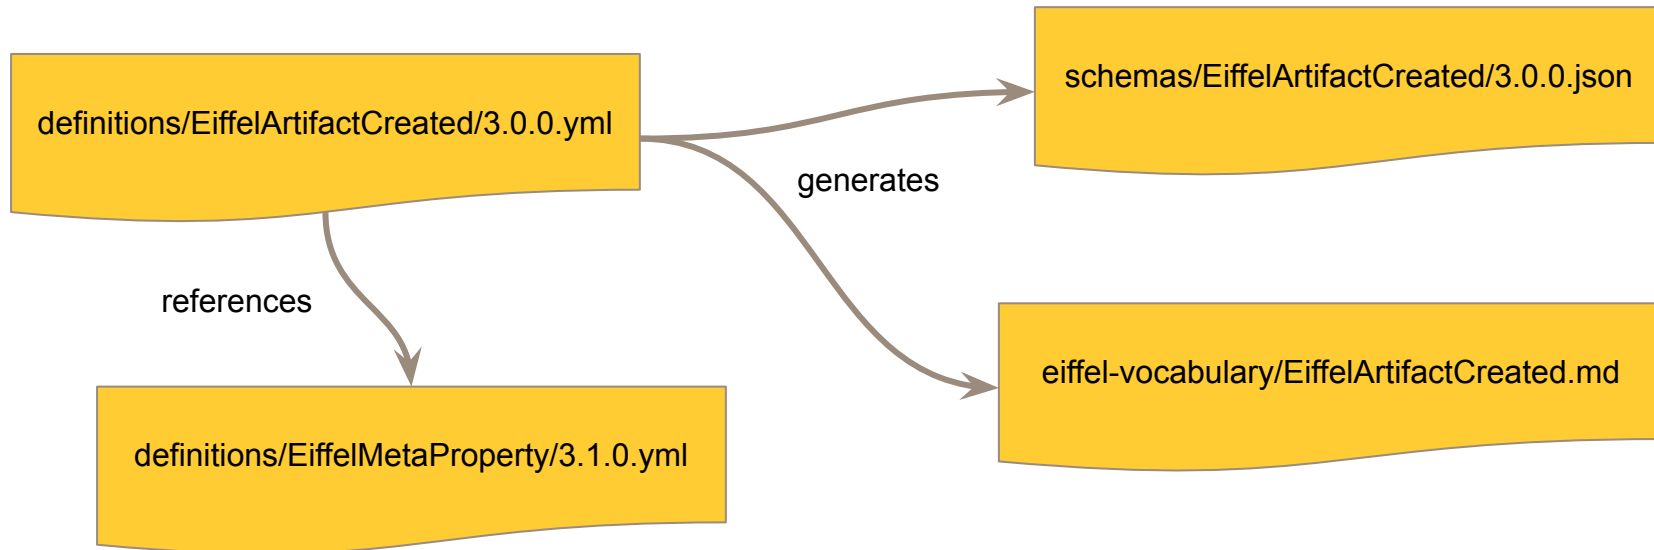 schemas/EiffelArtifactCreated/3.0.0.json
definitions/EiffelArtifactCreated/3.0.0.yml
generates
references
eiffel-vocabulary/EiffelArtifactCreated.md
definitions/EiffelMetaProperty/3.1.0.yml